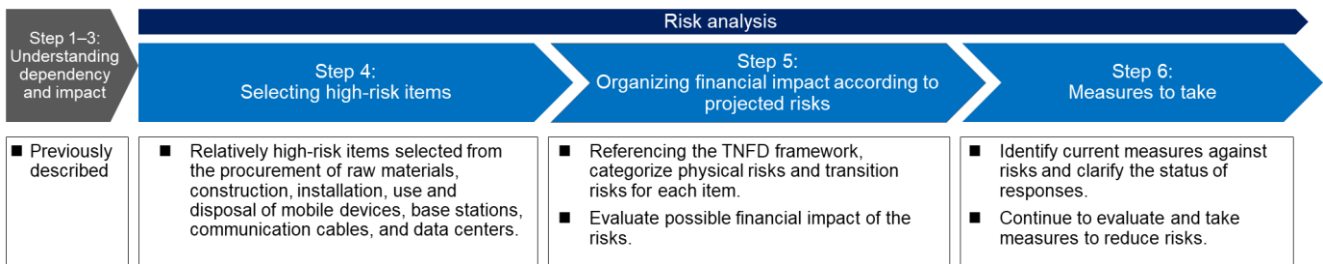 Risk analysis
Step 1–3:
Understanding
dependency
and impact
Step 4:
Selecting high-risk items
Step 5:
Organizing financial impact according to
projected risks
Step 6:
Measures to take
■ Previously
described
■ Relatively high-risk items selected from
the procurement of raw materials,
construction, installation, use and
disposal of mobile devices, base stations,
communication cables, and data centers.
■ Referencing the TNFD framework,
categorize physical risks and transition
risks for each item.
■ Evaluate possible financial impact of the
risks.
■ Identify current measures against
risks and clarify the status of
responses.
■ Continue to evaluate and take
measures to reduce risks.